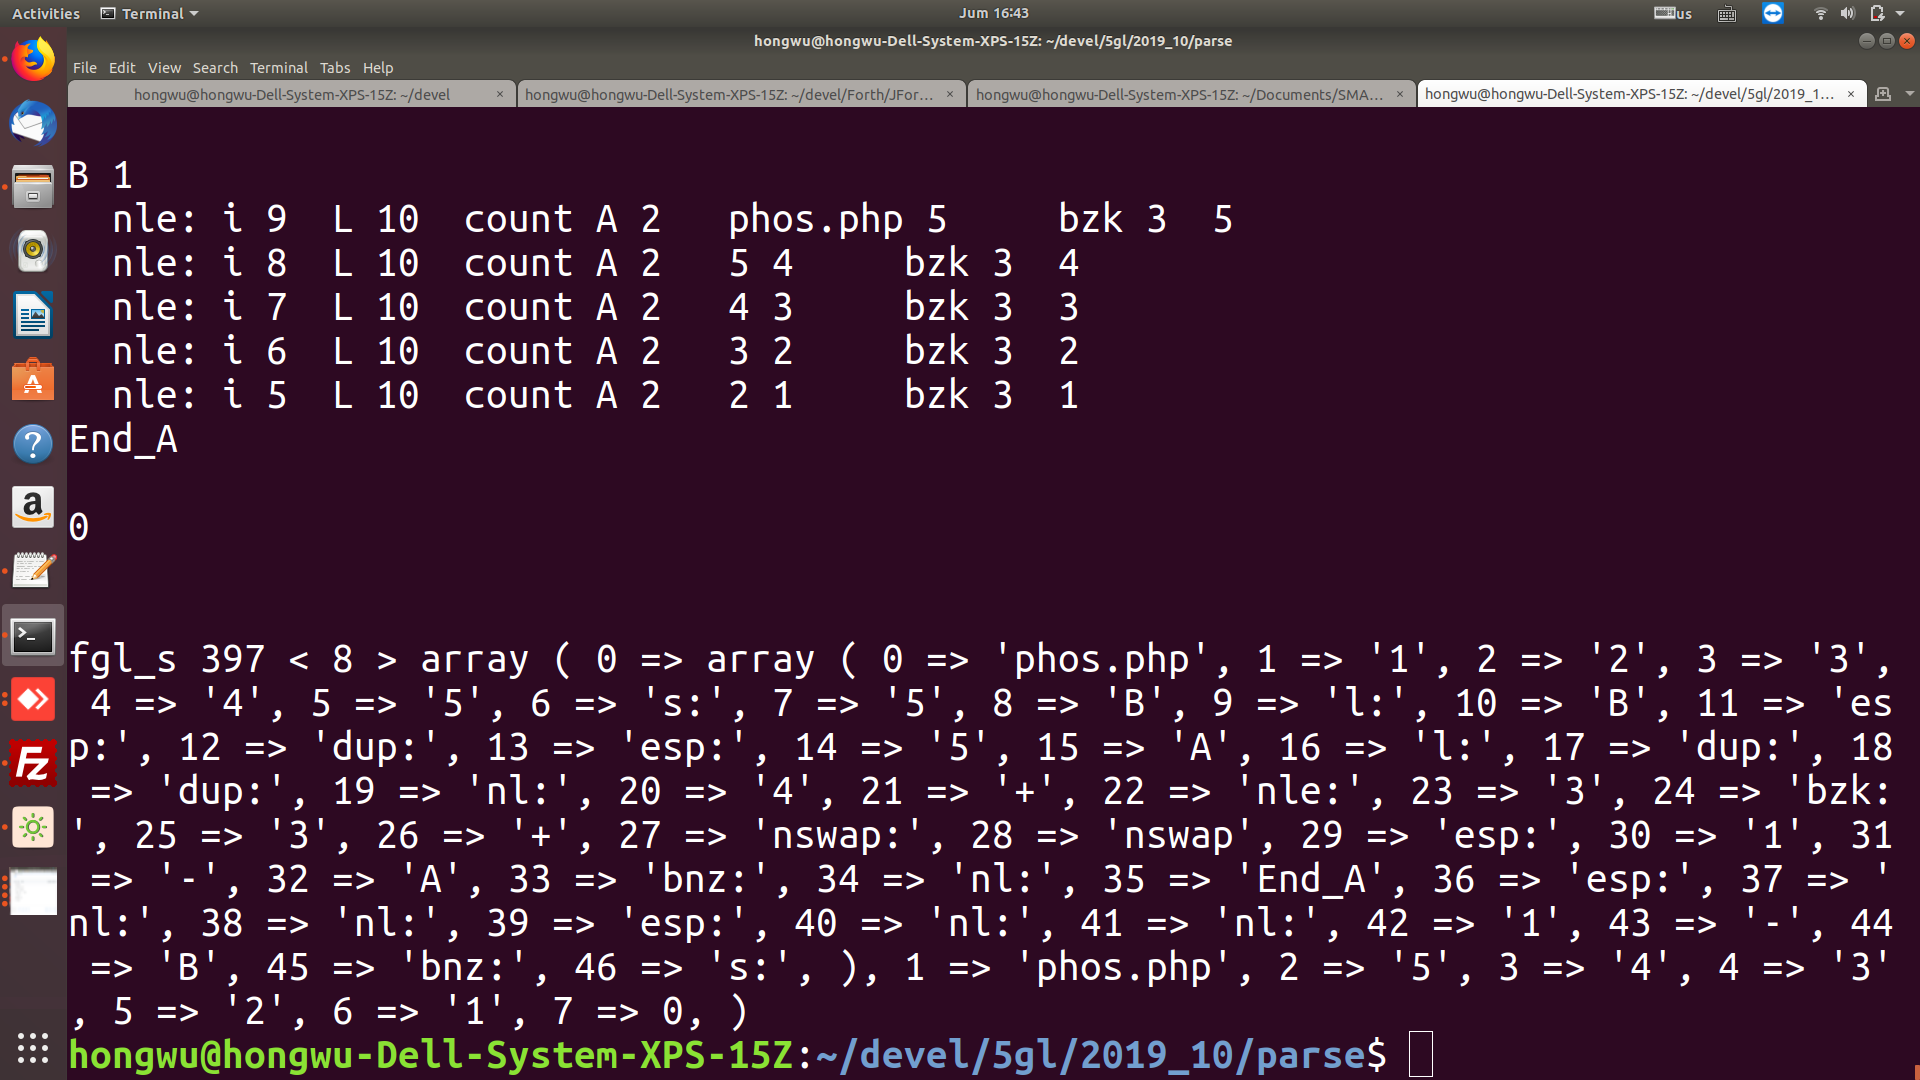 Activities Terminal Jum 16:43 us
hongwu@hongwu-Dell-System-XPS-15Z: ~/devel/5gl/2019_10/parse
File Edit View Search Terminal Tabs Help
hongwu@hongwu-Dell-System-XPS-15Z: ~/devel × hongwu@hongwu-Dell-System-XPS-15Z: ~/devel/Forth/JFor... × hongwu@hongwu-Dell-System-XPS-15Z: ~/Documents/SMA... × hongwu@hongwu-Dell-System-XPS-15Z: ~/devel/5gl/2019_1... ×
B 1
  nle: i 9  L 10  count A 2   phos.php 5     bzk 3  5
  nle: i 8  L 10  count A 2   5 4     bzk 3  4
  nle: i 7  L 10  count A 2   4 3     bzk 3  3
  nle: i 6  L 10  count A 2   3 2     bzk 3  2
  nle: i 5  L 10  count A 2   2 1     bzk 3  1
End_A
0
fgl_s 397 < 8 > array ( 0 => array ( 0 => 'phos.php', 1 => '1', 2 => '2', 3 => '3',
 4 => '4', 5 => '5', 6 => 's:', 7 => '5', 8 => 'B', 9 => 'l:', 10 => 'B', 11 => 'es
p:', 12 => 'dup:', 13 => 'esp:', 14 => '5', 15 => 'A', 16 => 'l:', 17 => 'dup:', 18
 => 'dup:', 19 => 'nl:', 20 => '4', 21 => '+', 22 => 'nle:', 23 => '3', 24 => 'bzk:
', 25 => '3', 26 => '+', 27 => 'nswap:', 28 => 'nswap', 29 => 'esp:', 30 => '1', 31
 => '-', 32 => 'A', 33 => 'bnz:', 34 => 'nl:', 35 => 'End_A', 36 => 'esp:', 37 => '
nl:', 38 => 'nl:', 39 => 'esp:', 40 => 'nl:', 41 => 'nl:', 42 => '1', 43 => '-', 44
 => 'B', 45 => 'bnz:', 46 => 's:', ), 1 => 'phos.php', 2 => '5', 3 => '4', 4 => '3'
, 5 => '2', 6 => '1', 7 => 0, )
hongwu@hongwu-Dell-System-XPS-15Z:~/devel/5gl/2019_10/parse$